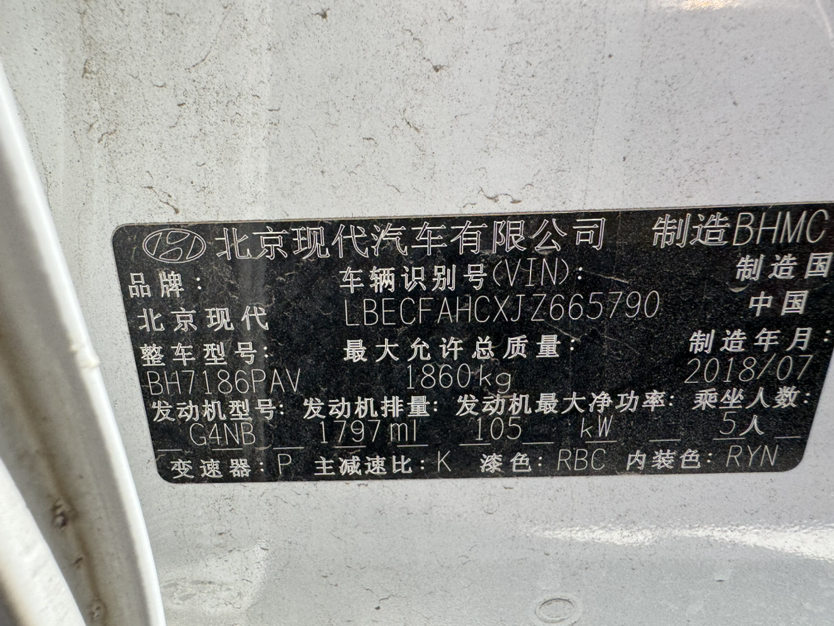 北京现代汽车有限公司 制造BHMC
品牌: 车辆识别号(VIN): 制造国
北京现代 LBECFAHCXJZ665790 中国
整车型号: 最大允许总质量: 制造年月:
BH7186PAV 1860kg 2018/07
发动机型号: 发动机排量: 发动机最大净功率: 乘坐人数:
G4NB 1797ml 105 kW 5人
变速器: P 主减速比: K 漆色: RBC 内装色: RYN